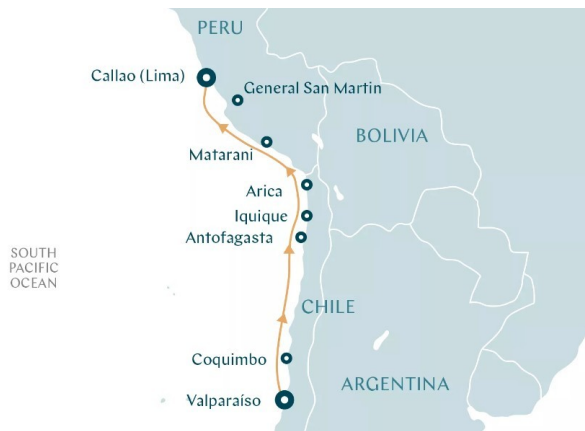 PERU
Callao (Lima)
General San Martin
BOLIVIA
Matarani
Arica
Iquique
Antofagasta
SOUTH
PACIFIC
OCEAN
CHILE
Coquimbo
ARGENTINA
Valparaíso